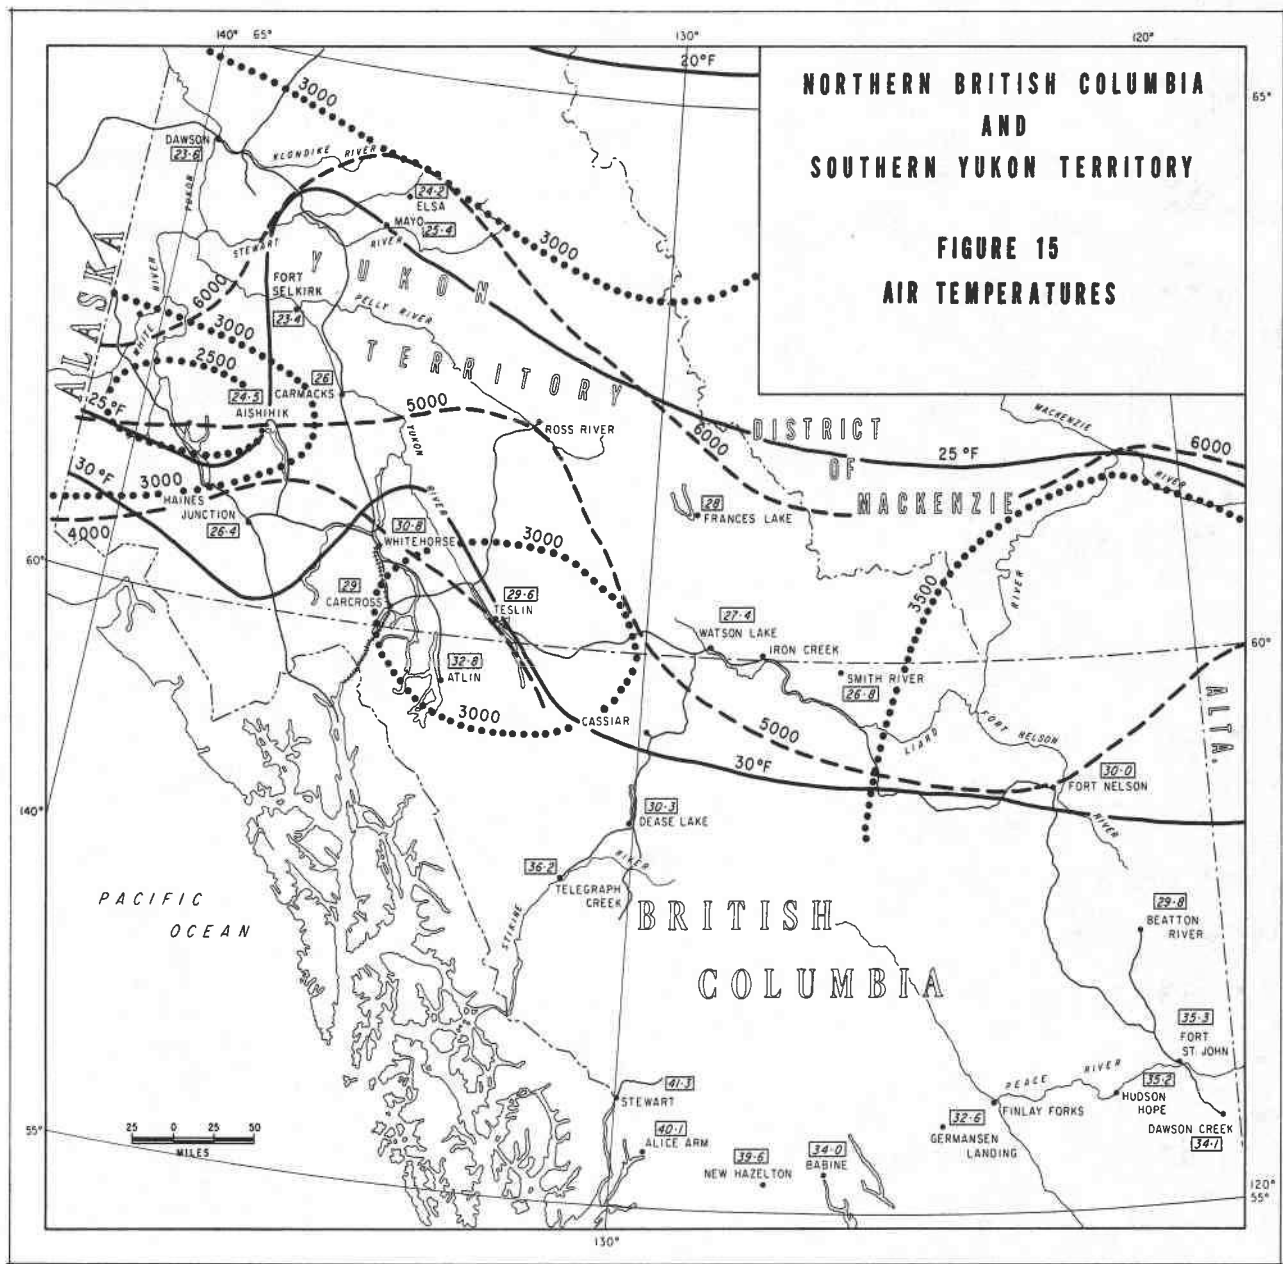 140° 65°
130°
120°
20°F
NORTHERN BRITISH COLUMBIA
AND
SOUTHERN YUKON TERRITORY
FIGURE 15
AIR TEMPERATURES
65°
3000
DAWSON
23·6
KLONDIKE RIVER
YUKON
RIVER
24·2
ELSA
MAYO
25·4
STEWART
RIVER
3000
ALASKA
YUKON
TERRITORY
6000
FORT
SELKIRK
23·4
PELLY RIVER
WHITE
3000
2500
24·5
AISHIHIK
26
CARMACKS
25°F
5000
YUKON
RIVER
ROSS RIVER
6000
DISTRICT
OF
MACKENZIE
MACKENZIE
RIVER
25°F
6000
30°F
3000
HAINES
JUNCTION
26·4
4000
30·8
WHITEHORSE
3000
28
FRANCES LAKE
60°
29
CARCROSS
29·6
TESLIN
3500
RIVER
27·4
WATSON LAKE
IRON CREEK
60°
32·8
ATLIN
SMITH RIVER
26·8
ALTA.
3000
CASSIAR
5000
LIARD
FORT NELSON
RIVER
30°F
30·0
FORT NELSON
140°
30·3
DEASE LAKE
36·2
TELEGRAPH
CREEK
STIKINE
RIVER
PACIFIC
OCEAN
BRITISH
COLUMBIA
29·8
BEATTON
RIVER
35·3
FORT
ST. JOHN
41·3
STEWART
PEACE RIVER
FINLAY FORKS
35·2
HUDSON
HOPE
DAWSON CREEK
34·1
55°
25 0 25 50
MILES
40·1
ALICE ARM
39·6
NEW HAZELTON
34·0
BABINE
32·6
GERMANSEN
LANDING
120°
55°
130°